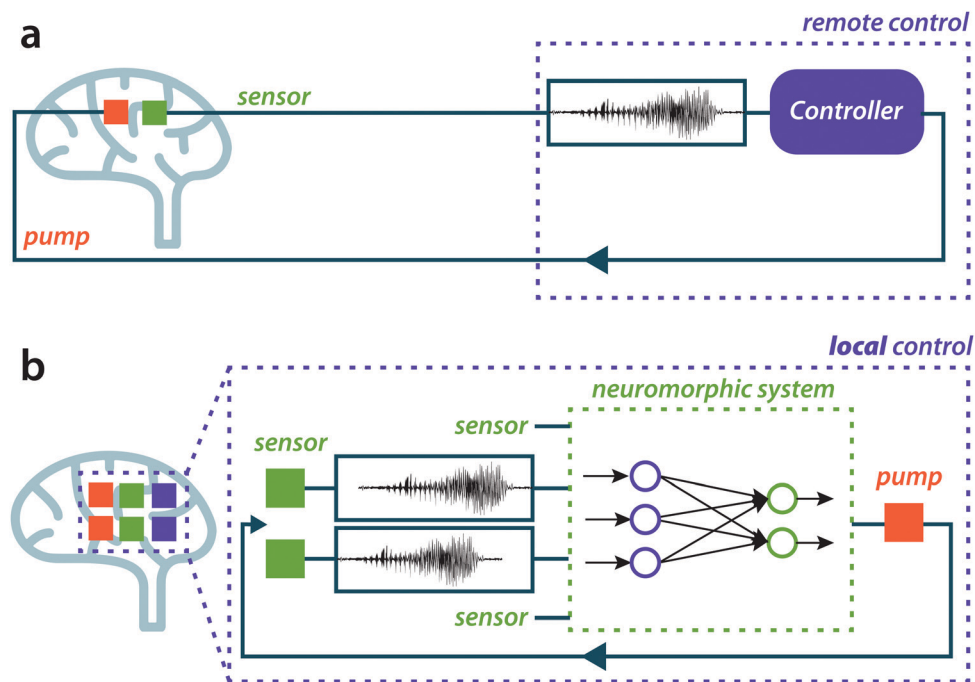 a
remote control
sensor
Controller
pump
b
local control
neuromorphic system
sensor
sensor
pump
sensor